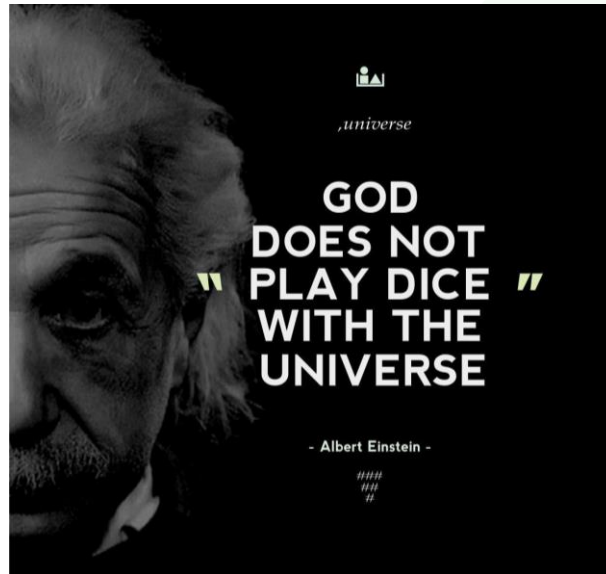 ,universe
GOD
DOES NOT
" PLAY DICE "
WITH THE
UNIVERSE
- Albert Einstein -
###
##
#